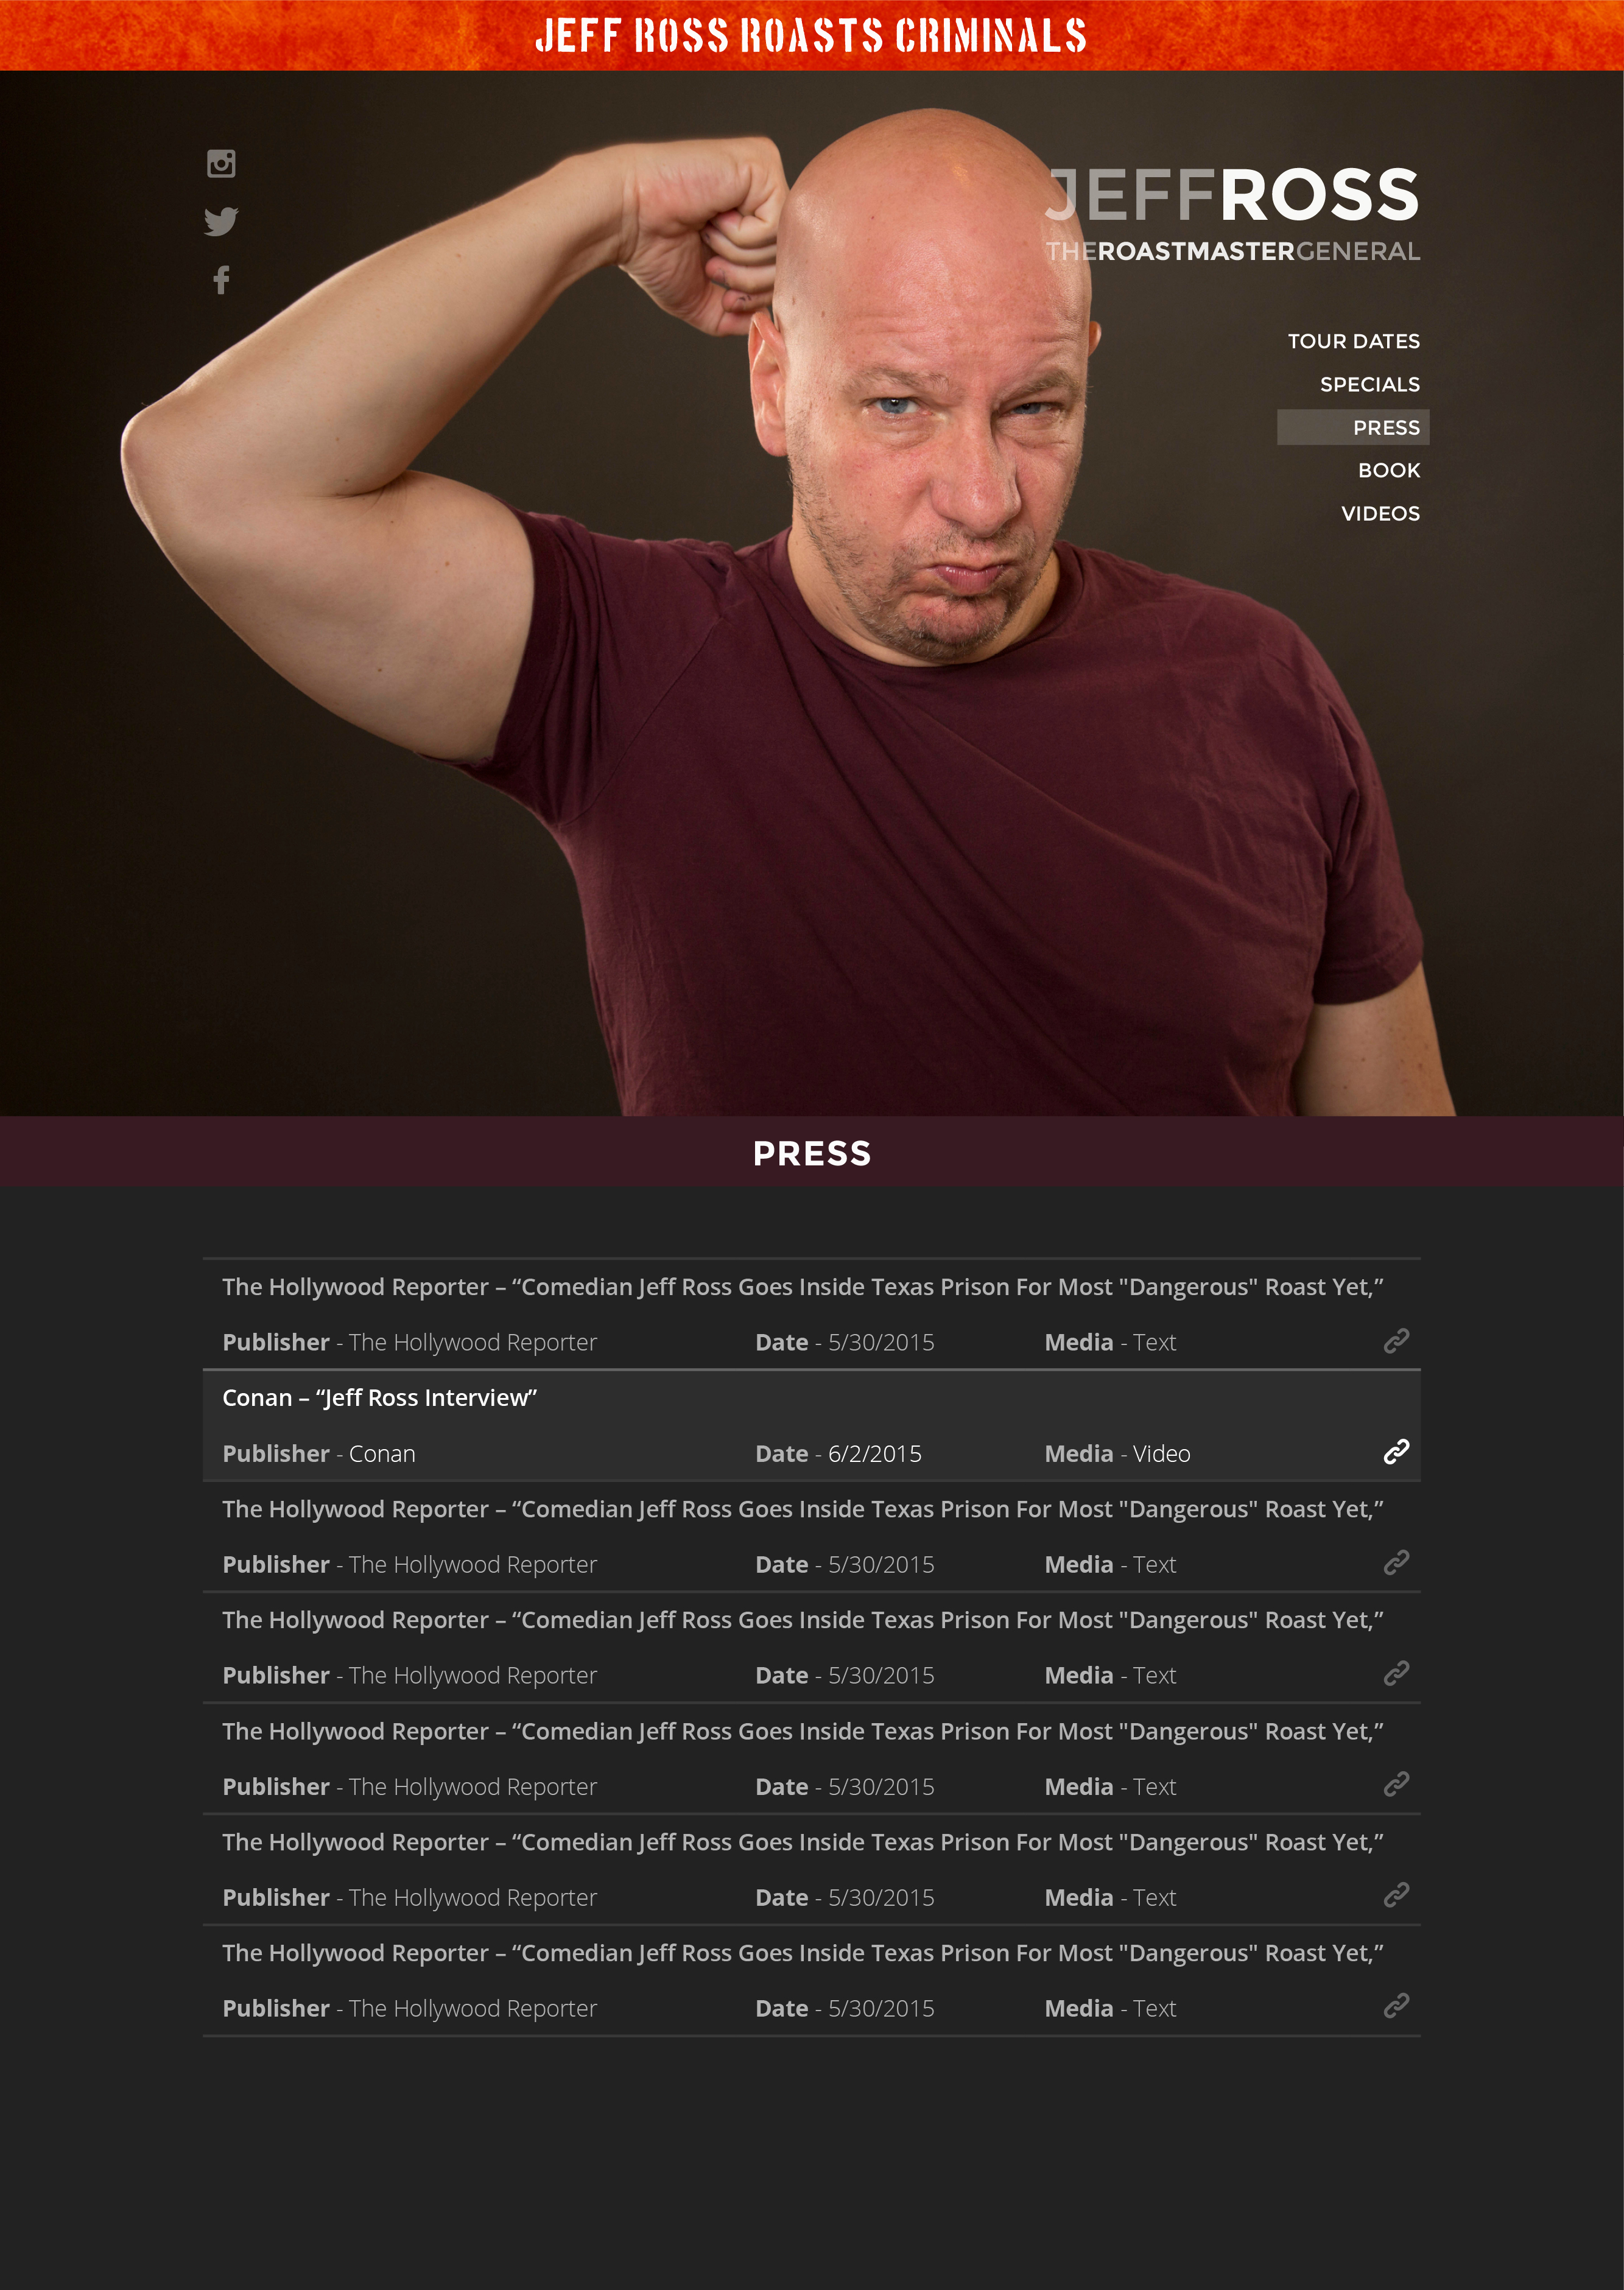 JEFF ROSS ROASTS CRIMINALS
JEFFROSS
THEROASTMASTERGENERAL
TOUR DATES
SPECIALS
PRESS
BOOK
VIDEOS
PRESS
The Hollywood Reporter – “Comedian Jeff Ross Goes Inside Texas Prison For Most "Dangerous" Roast Yet,”
Publisher - The Hollywood Reporter Date - 5/30/2015 Media - Text
Conan – “Jeff Ross Interview”
Publisher - Conan Date - 6/2/2015 Media - Video
The Hollywood Reporter – “Comedian Jeff Ross Goes Inside Texas Prison For Most "Dangerous" Roast Yet,”
Publisher - The Hollywood Reporter Date - 5/30/2015 Media - Text
The Hollywood Reporter – “Comedian Jeff Ross Goes Inside Texas Prison For Most "Dangerous" Roast Yet,”
Publisher - The Hollywood Reporter Date - 5/30/2015 Media - Text
The Hollywood Reporter – “Comedian Jeff Ross Goes Inside Texas Prison For Most "Dangerous" Roast Yet,”
Publisher - The Hollywood Reporter Date - 5/30/2015 Media - Text
The Hollywood Reporter – “Comedian Jeff Ross Goes Inside Texas Prison For Most "Dangerous" Roast Yet,”
Publisher - The Hollywood Reporter Date - 5/30/2015 Media - Text
The Hollywood Reporter – “Comedian Jeff Ross Goes Inside Texas Prison For Most "Dangerous" Roast Yet,”
Publisher - The Hollywood Reporter Date - 5/30/2015 Media - Text